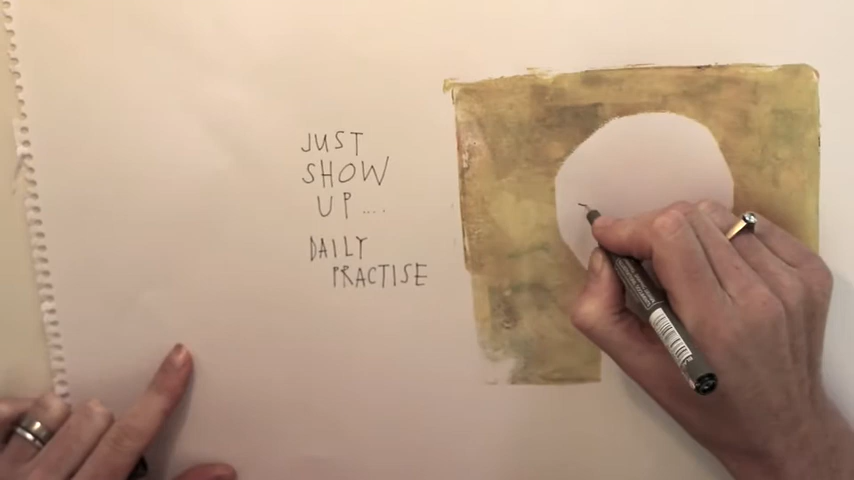 JUST
SHOW
UP....
DAILY
PRACTISE